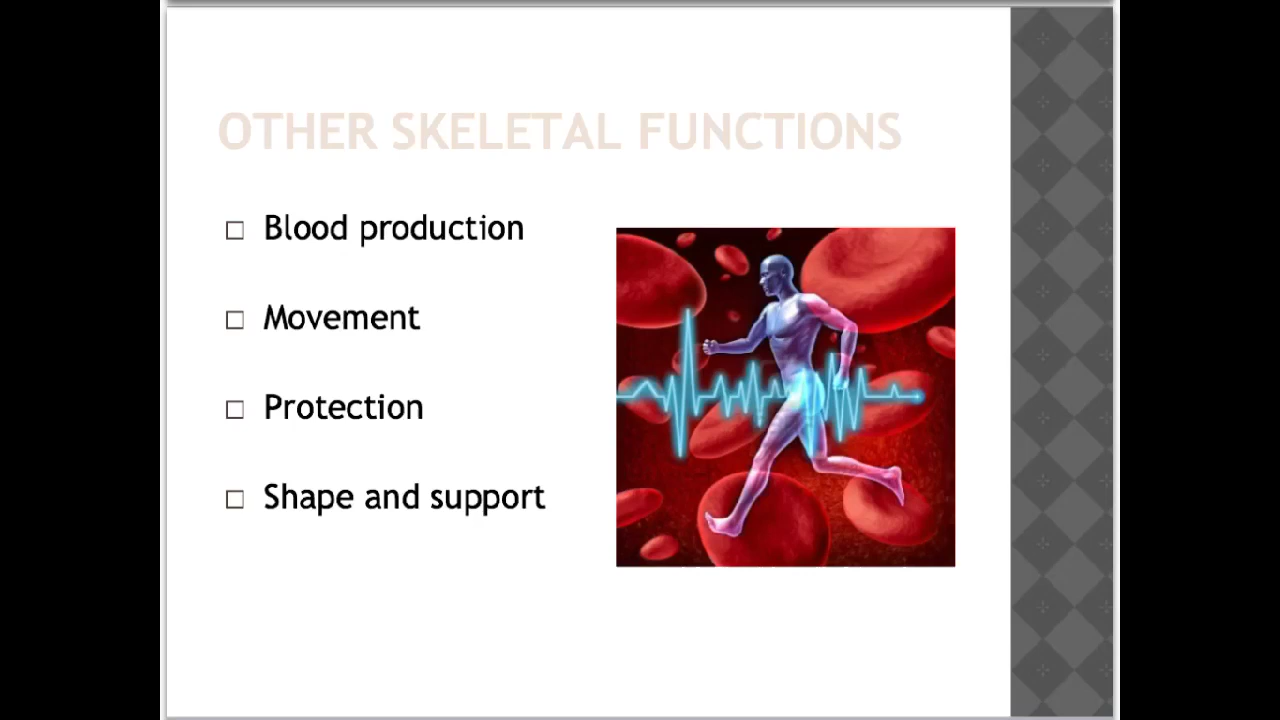 OTHER SKELETAL FUNCTIONS
Blood production
Movement
Protection
Shape and support